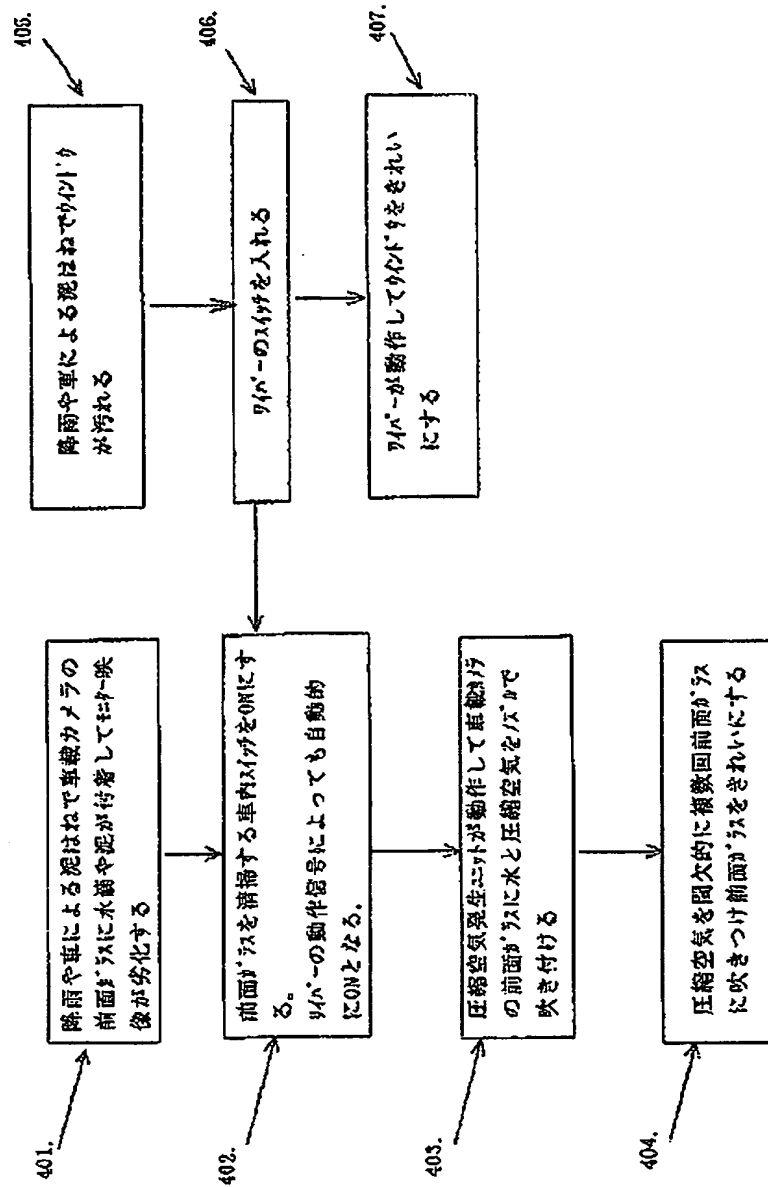 401.
降雨や車による泥はねで車載カメラの
前面ガラスに水滴や泥が付着してモニター映
像が劣化する
402.
前面ガラスを清掃する車内スイッチをONにす
る。
ワイパーの動作信号によっても自動的
にONとなる。
403.
圧縮空気発生ユニットが動作して車載カメラ
の前面ガラスに水と圧縮空気をノズルで
吹き付ける
404.
圧縮空気を間欠的に複数回前面ガラス
に吹きつけ前面ガラスをきれいにする
405.
降雨や車による泥はねでウインドウ
が汚れる
406.
ワイパーのスイッチを入れる
407.
ワイパーが動作してウインドウをきれい
にする